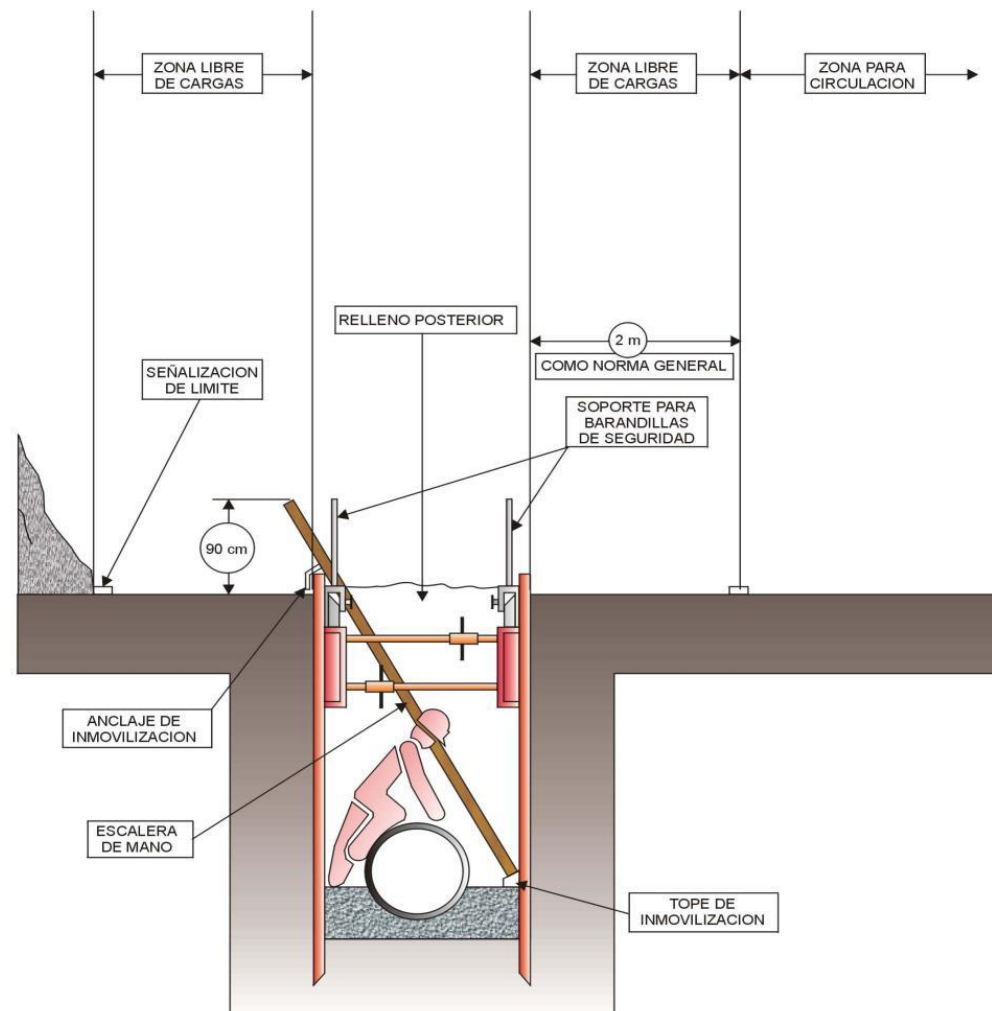 ZONA LIBRE
DE CARGAS
ZONA LIBRE
DE CARGAS
ZONA PARA
CIRCULACION
RELLENO POSTERIOR
2 m
COMO NORMA GENERAL
SEÑALIZACION
DE LIMITE
SOPORTE PARA
BARANDILLAS
DE SEGURIDAD
90 cm
ANCLAJE DE
INMOVILIZACION
ESCALERA
DE MANO
TOPE DE
INMOVILIZACION